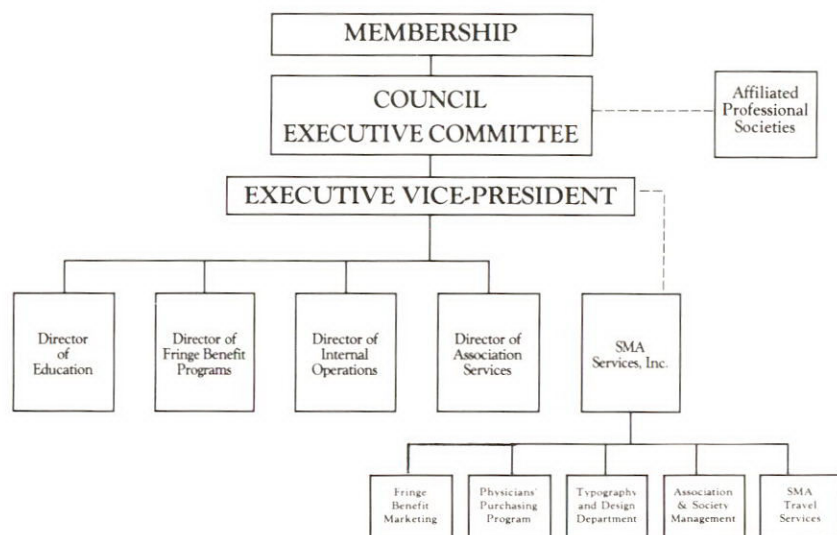 MEMBERSHIP
COUNCIL
EXECUTIVE COMMITTEE
Affiliated
Professional
Societies
EXECUTIVE VICE-PRESIDENT
Director
of
Education
Director of
Fringe Benefit
Programs
Director of
Internal
Operations
Director of
Association
Services
SMA
Services, Inc.
Fringe
Benefit
Marketing
Physicians'
Purchasing
Program
Typography
and Design
Department
Association
& Society
Management
SMA
Travel
Services